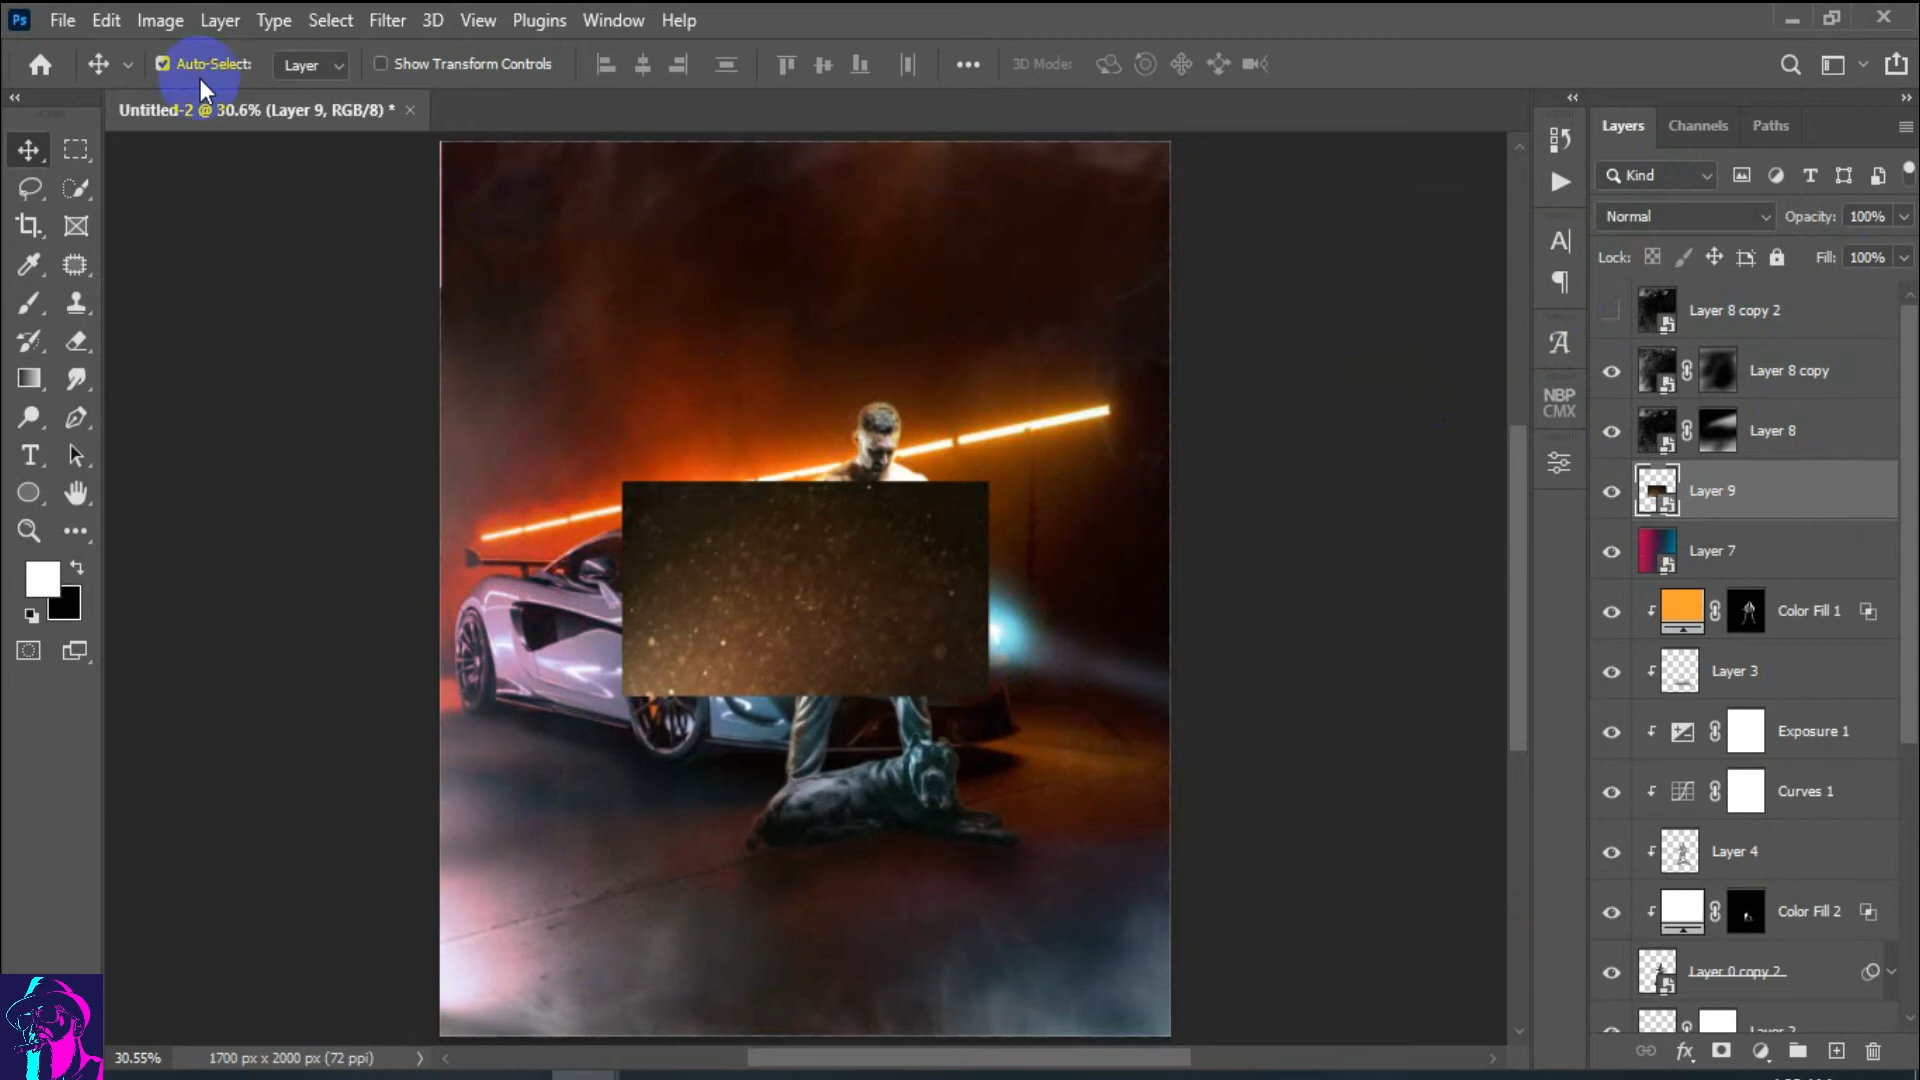 Ps File Edit Image Layer Type Select Filter 3D View Plugins Window Help
Auto-Select: Layer Show Transform Controls 3D Mode:
Untitled-2 @ 30.6% (Layer 9, RGB/8) *
Layers Channels Paths
Kind
Normal Opacity: 100%
Lock: Fill: 100%
Layer 8 copy 2
Layer 8 copy
NBP
CMX
Layer 8
Layer 9
Layer 7
Color Fill 1
Layer 3
Exposure 1
Curves 1
Layer 4
Color Fill 2
Layer 0 copy 2
Layer 2
30.55% 1700 px x 2000 px (72 ppi)